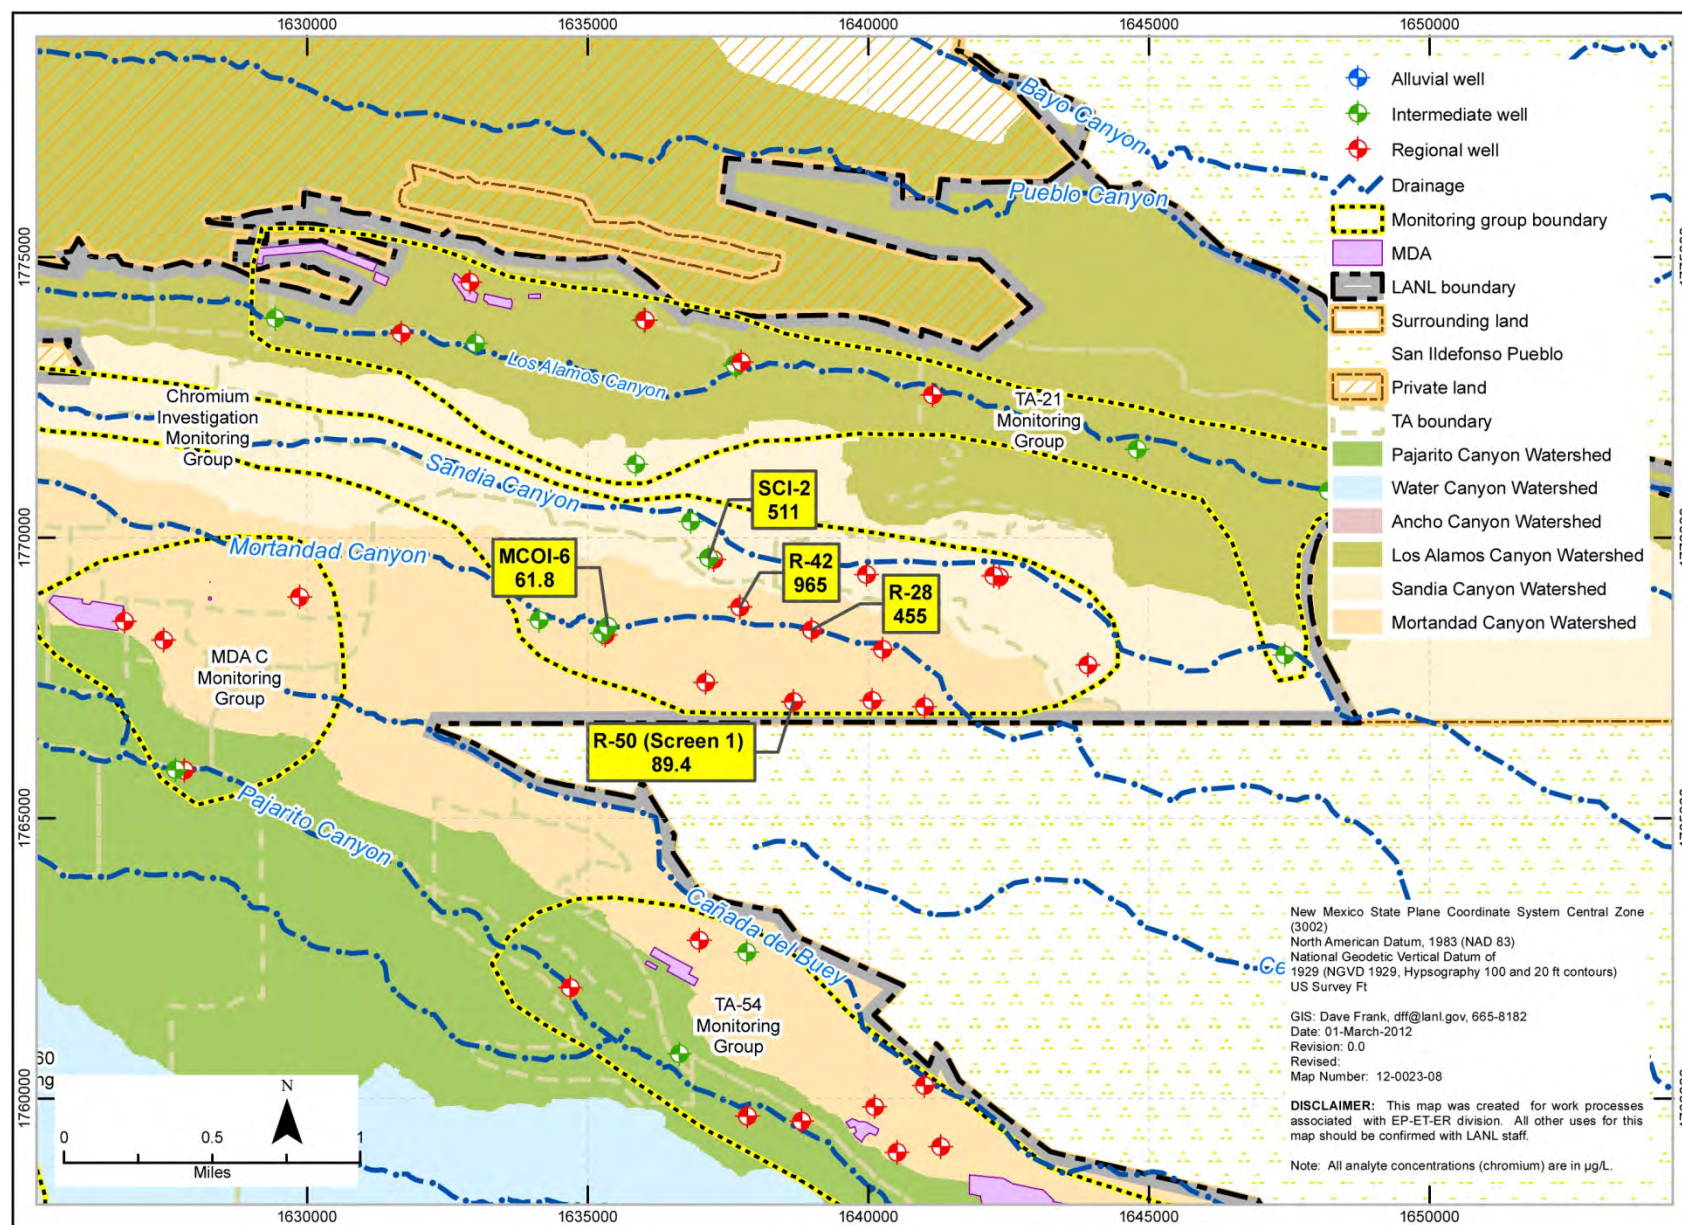 1630000
1635000
1640000
1645000
1650000
1775000
1770000
1765000
1760000
Bayo Canyon
Pueblo Canyon
Los Alamos Canyon
Chromium
Investigation
Monitoring
Group
TA-21
Monitoring
Group
Sandia Canyon
SCI-2
511
Mortandad Canyon
MCOI-6
61.8
R-42
965
R-28
455
MDA C
Monitoring
Group
R-50 (Screen 1)
89.4
Pajarito Canyon
Cañada del Buey
TA-54
Monitoring
Group
Ce
60
ng
N
0
0.5
1
Miles
Alluvial well
Intermediate well
Regional well
Drainage
Monitoring group boundary
MDA
LANL boundary
Surrounding land
San Ildefonso Pueblo
Private land
TA boundary
Pajarito Canyon Watershed
Water Canyon Watershed
Ancho Canyon Watershed
Los Alamos Canyon Watershed
Sandia Canyon Watershed
Mortandad Canyon Watershed
New Mexico State Plane Coordinate System Central Zone
(3002)
North American Datum, 1983 (NAD 83)
National Geodetic Vertical Datum of
1929 (NGVD 1929, Hypsography 100 and 20 ft contours)
US Survey Ft
GIS: Dave Frank, dff@lanl.gov, 665-8182
Date: 01-March-2012
Revision: 0.0
Revised:
Map Number: 12-0023-08
DISCLAIMER: This map was created for work processes
associated with EP-ET-ER division. All other uses for this
map should be confirmed with LANL staff.
Note: All analyte concentrations (chromium) are in µg/L.
1630000
1635000
1640000
1645000
1650000